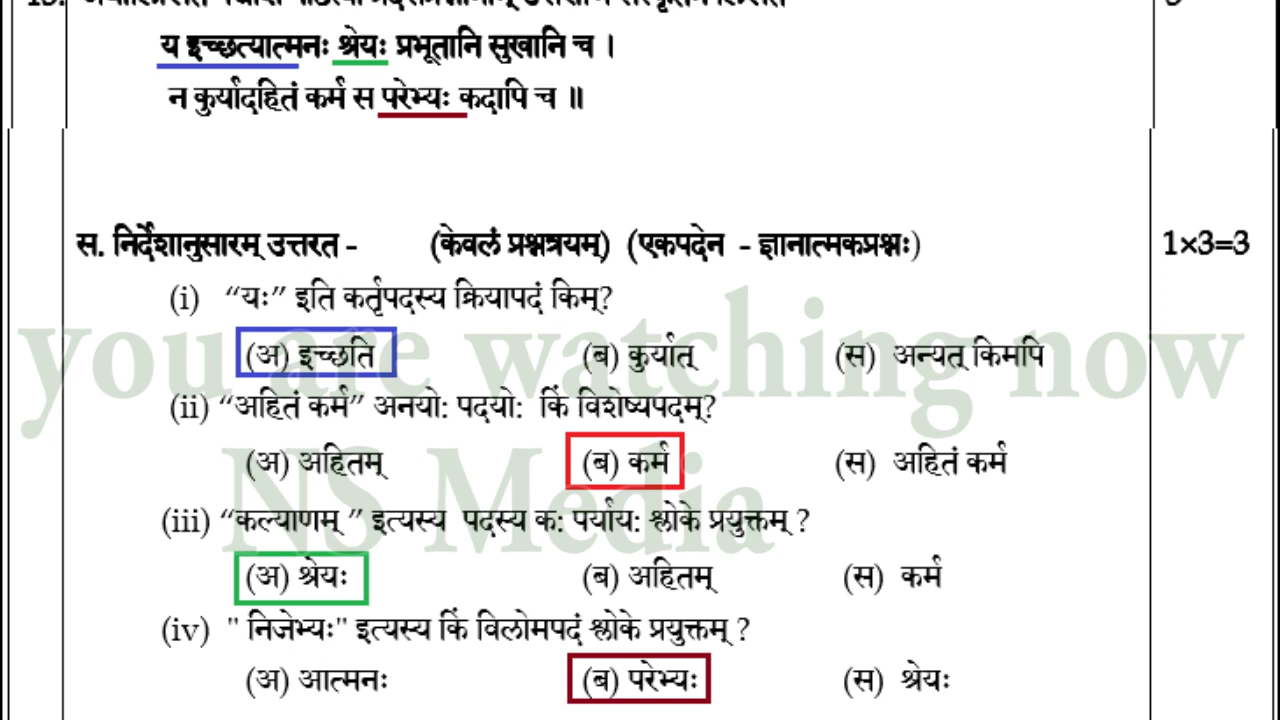 य इच्छत्यात्मनः श्रेयः प्रभूतानि सुखानि च ।
न कुर्यादहितं कर्म स परेभ्यः कदापि च ॥
स. निर्देशानुसारम् उत्तरत - (केवलं प्रश्नत्रयम्) (एकपदेन - ज्ञानात्मकप्रश्नः) 1×3=3
(i) “यः” इति कर्तृपदस्य क्रियापदं किम्?
(अ) इच्छति (ब) कुर्यात् (स) अन्यत् किमपि
(ii) “अहितं कर्म” अनयो: पदयो: किं विशेष्यपदम्?
(अ) अहितम् (ब) कर्म (स) अहितं कर्म
(iii) “कल्याणम् ” इत्यस्य पदस्य क: पर्याय: श्लोके प्रयुक्तम् ?
(अ) श्रेयः (ब) अहितम् (स) कर्म
(iv) " निजेभ्यः" इत्यस्य किं विलोमपदं श्लोके प्रयुक्तम् ?
(अ) आत्मनः (ब) परेभ्यः (स) श्रेयः
you are watching now
NS Media